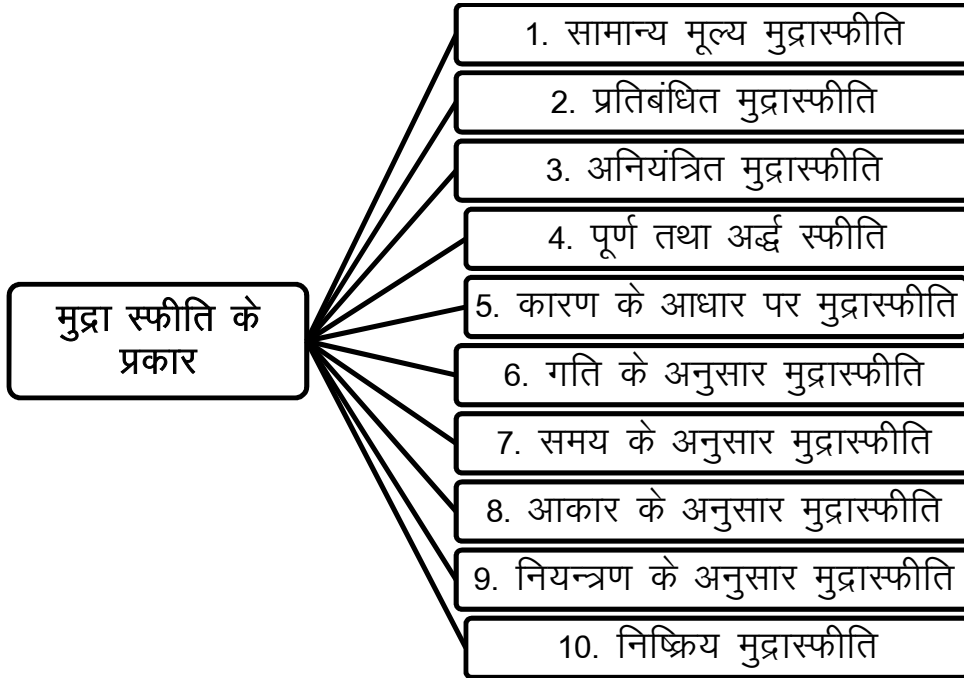 मुद्रा स्फीति के
प्रकार
1. सामान्य मूल्य मुद्रास्फीति
2. प्रतिबंधित मुद्रास्फीति
3. अनियंत्रित मुद्रास्फीति
4. पूर्ण तथा अर्द्ध स्फीति
5. कारण के आधार पर मुद्रास्फीति
6. गति के अनुसार मुद्रास्फीति
7. समय के अनुसार मुद्रास्फीति
8. आकार के अनुसार मुद्रास्फीति
9. नियन्त्रण के अनुसार मुद्रास्फीति
10. निष्क्रिय मुद्रास्फीति